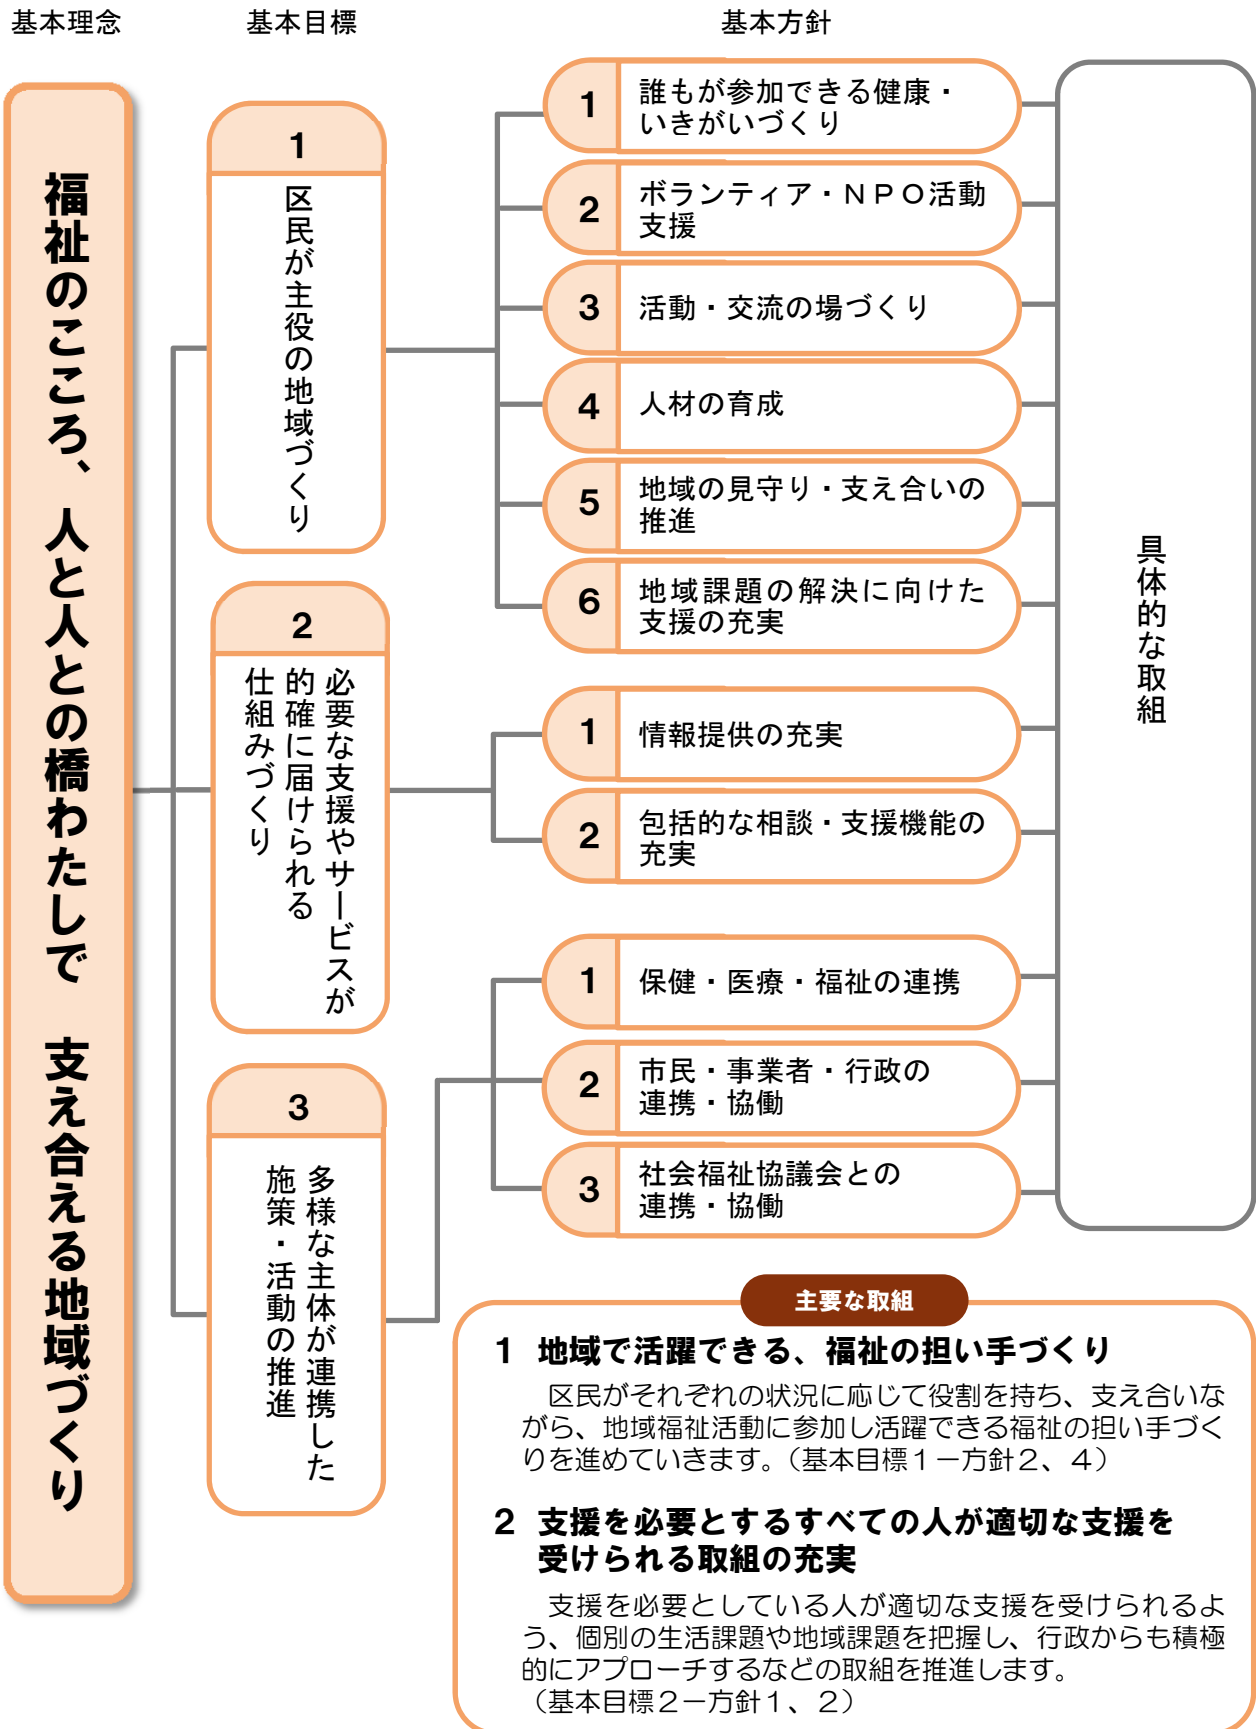 基本理念
基本目標
基本方針
福祉のこころ、人と人との橋わたしで　支え合える地域づくり
1
区民が主役の地域づくり
1
誰もが参加できる健康・
いきがいづくり
2
ボランティア・ＮＰＯ活動
支援
3
活動・交流の場づくり
4
人材の育成
5
地域の見守り・支え合いの
推進
6
地域課題の解決に向けた
支援の充実
2
必要な支援やサービスが
的確に届けられる
仕組みづくり
1
情報提供の充実
2
包括的な相談・支援機能の
充実
3
多様な主体が連携した
施策・活動の推進
1
保健・医療・福祉の連携
2
市民・事業者・行政の
連携・協働
3
社会福祉協議会との
連携・協働
具体的な取組
主要な取組
１ 地域で活躍できる、福祉の担い手づくり
区民がそれぞれの状況に応じて役割を持ち、支え合いな
がら、地域福祉活動に参加し活躍できる福祉の担い手づく
りを進めていきます。（基本目標１－方針２、４）
２ 支援を必要とするすべての人が適切な支援を
受けられる取組の充実
支援を必要としている人が適切な支援を受けられるよ
う、個別の生活課題や地域課題を把握し、行政からも積極
的にアプローチするなどの取組を推進します。
（基本目標２－方針１、２）